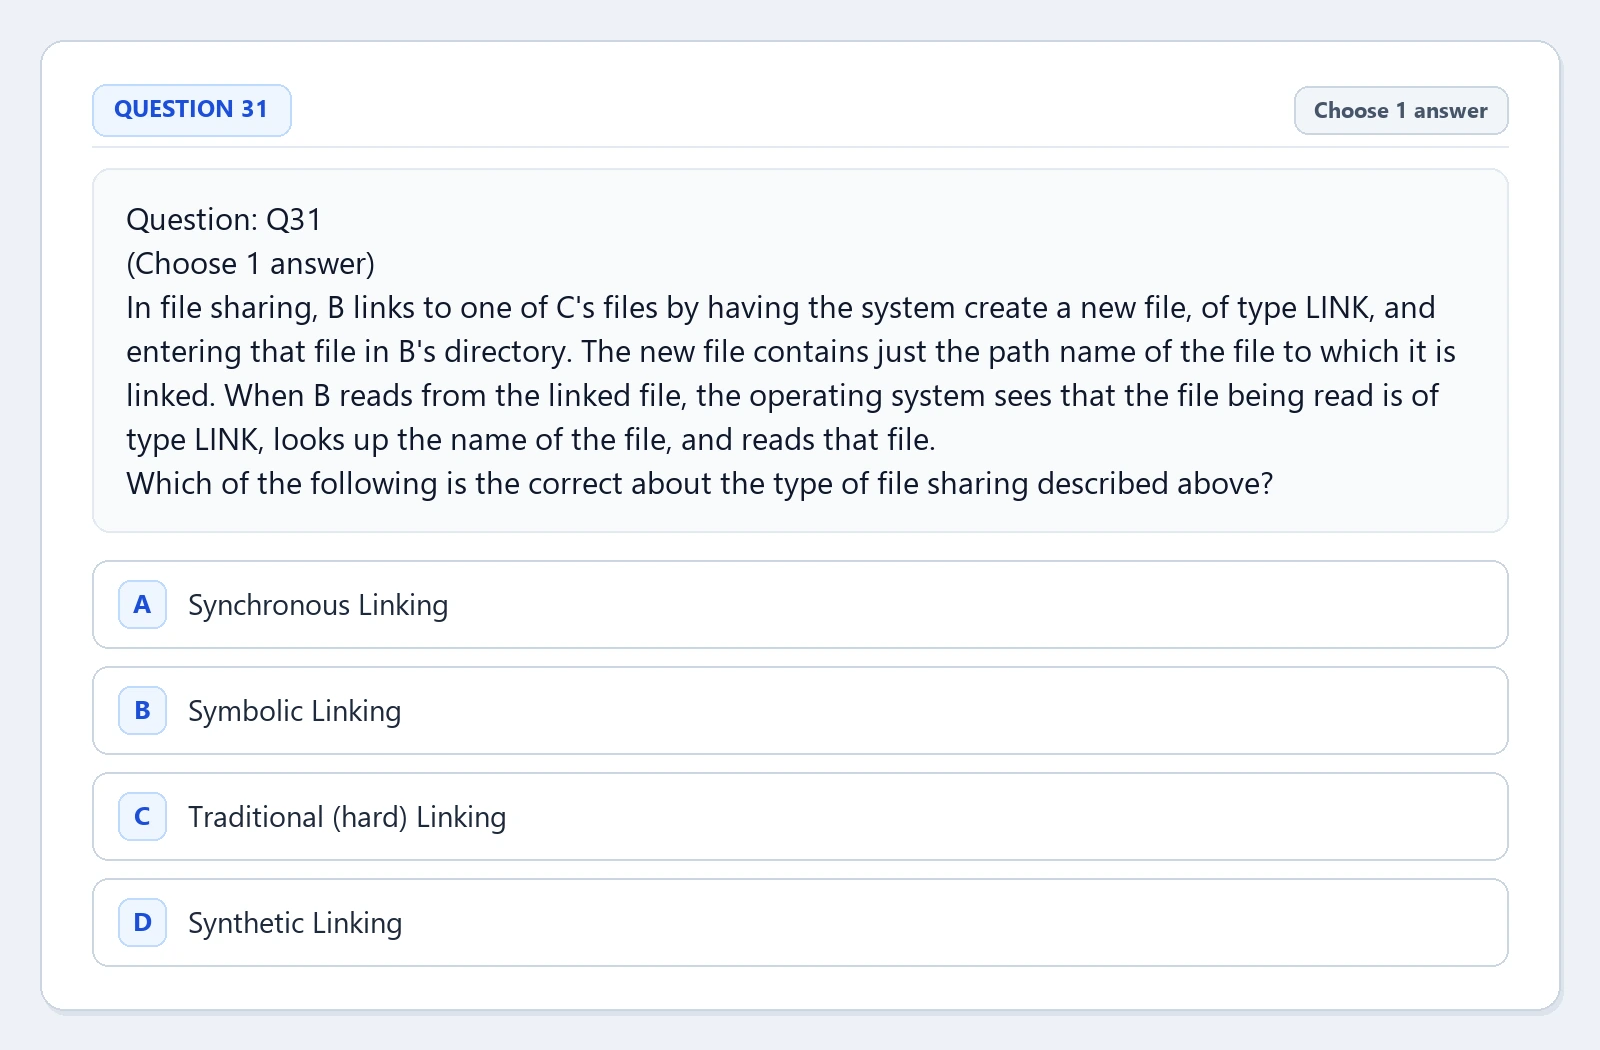 QUESTION 31
Choose 1 answer
Question: Q31
(Choose 1 answer)
In file sharing, B links to one of C's files by having the system create a new file, of type LINK, and
entering that file in B's directory. The new file contains just the path name of the file to which it is
linked. When B reads from the linked file, the operating system sees that the file being read is of
type LINK, looks up the name of the file, and reads that file.
Which of the following is the correct about the type of file sharing described above?
A Synchronous Linking
B Symbolic Linking
C Traditional (hard) Linking
D Synthetic Linking